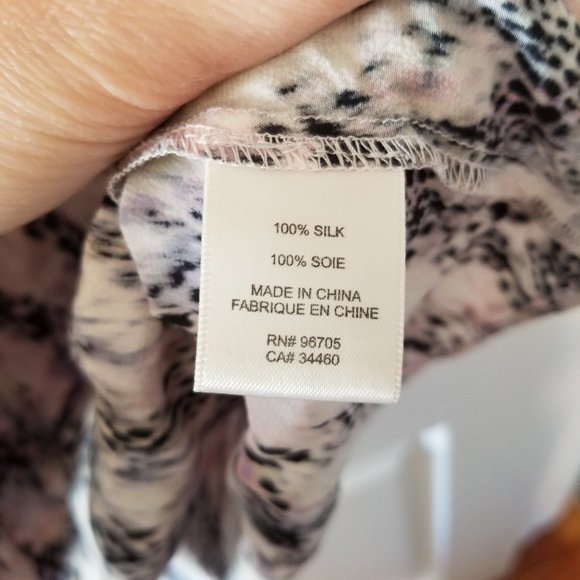 100% SILK
100% SOIE
MADE IN CHINA
FABRIQUE EN CHINE
RN# 96705
CA# 34460